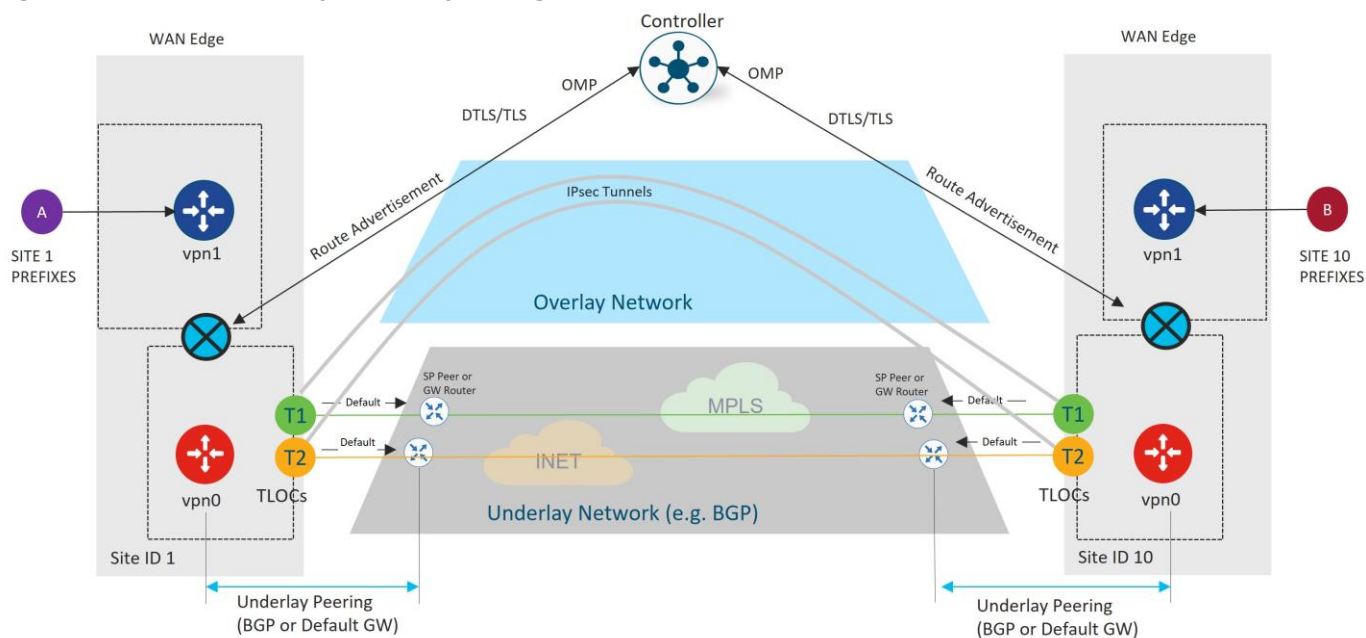 Controller
WAN Edge
WAN Edge
OMP
OMP
DTLS/TLS
DTLS/TLS
Route Advertisement
Route Advertisement
IPsec Tunnels
A
vpn1
SITE 1
PREFIXES
vpn1
B
SITE 10
PREFIXES
Overlay Network
SP Peer or
GW Router
SP Peer or
GW Router
T1
Default
MPLS
Default
T1
T2
Default
INET
Default
T2
vpn0
TLOCs
TLOCs
vpn0
Underlay Network (e.g. BGP)
Site ID 1
Site ID 10
Underlay Peering
(BGP or Default GW)
Underlay Peering
(BGP or Default GW)